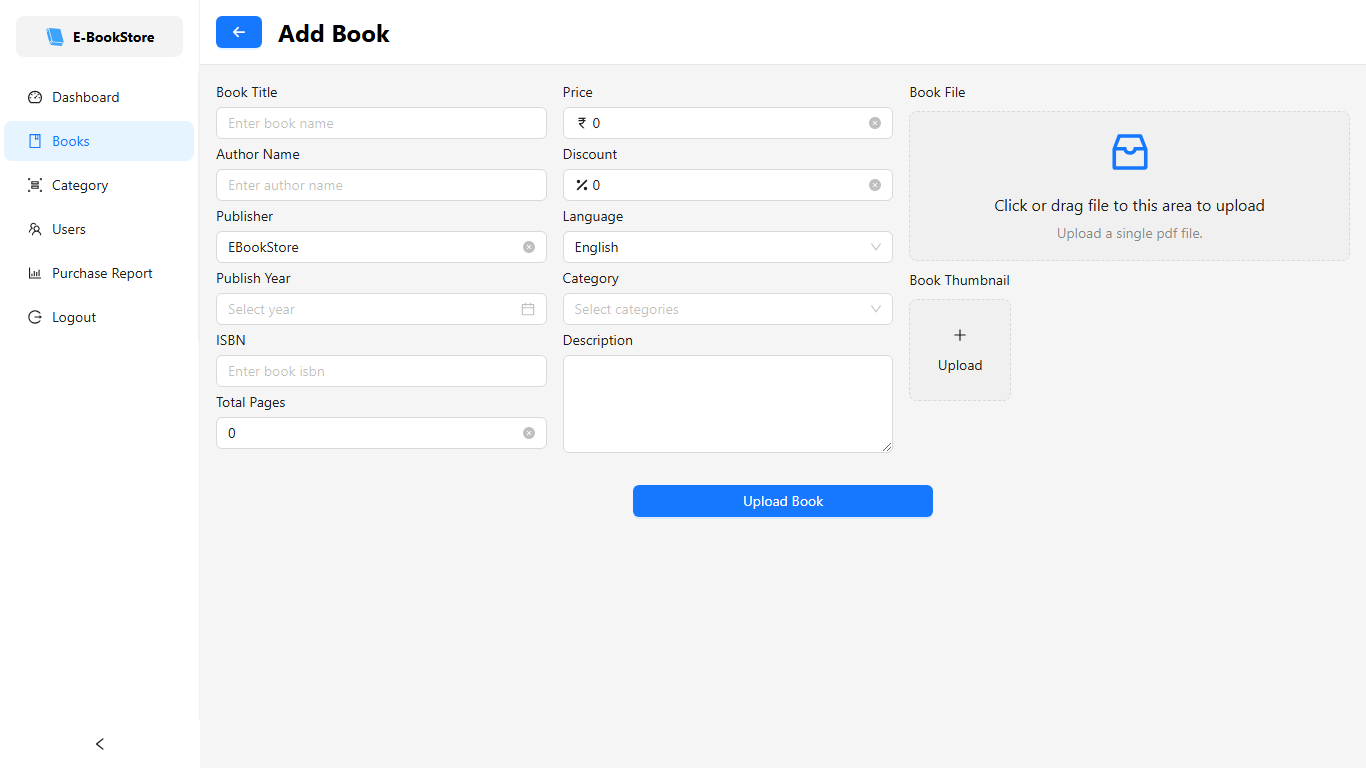 E-BookStore
Dashboard
Books
Category
Users
Purchase Report
Logout
Add Book
Book Title
Enter book name
Author Name
Enter author name
Publisher
EBookStore
Publish Year
Select year
ISBN
Enter book isbn
Total Pages
0
Price
₹ 0
Discount
% 0
Language
English
Category
Select categories
Description
Book File
Click or drag file to this area to upload
Upload a single pdf file.
Book Thumbnail
+
Upload
Upload Book